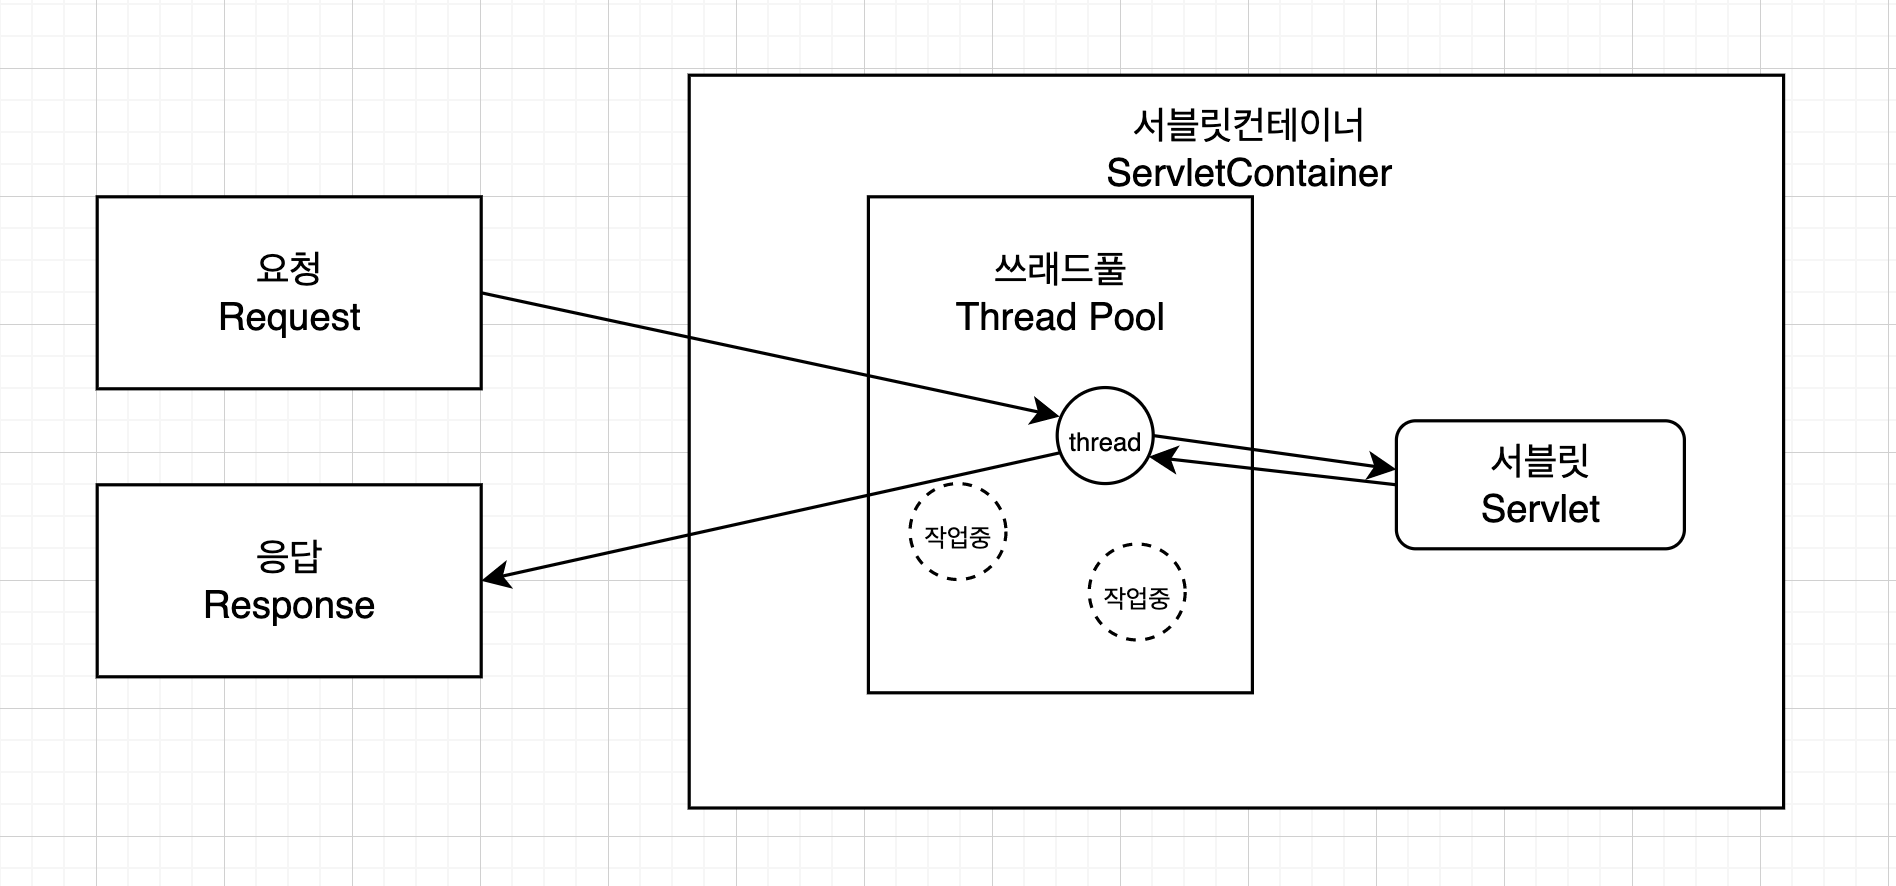 서블릿컨테이너
ServletContainer
요청
Request
쓰래드풀
Thread Pool
thread
서블릿
Servlet
작업중
작업중
응답
Response